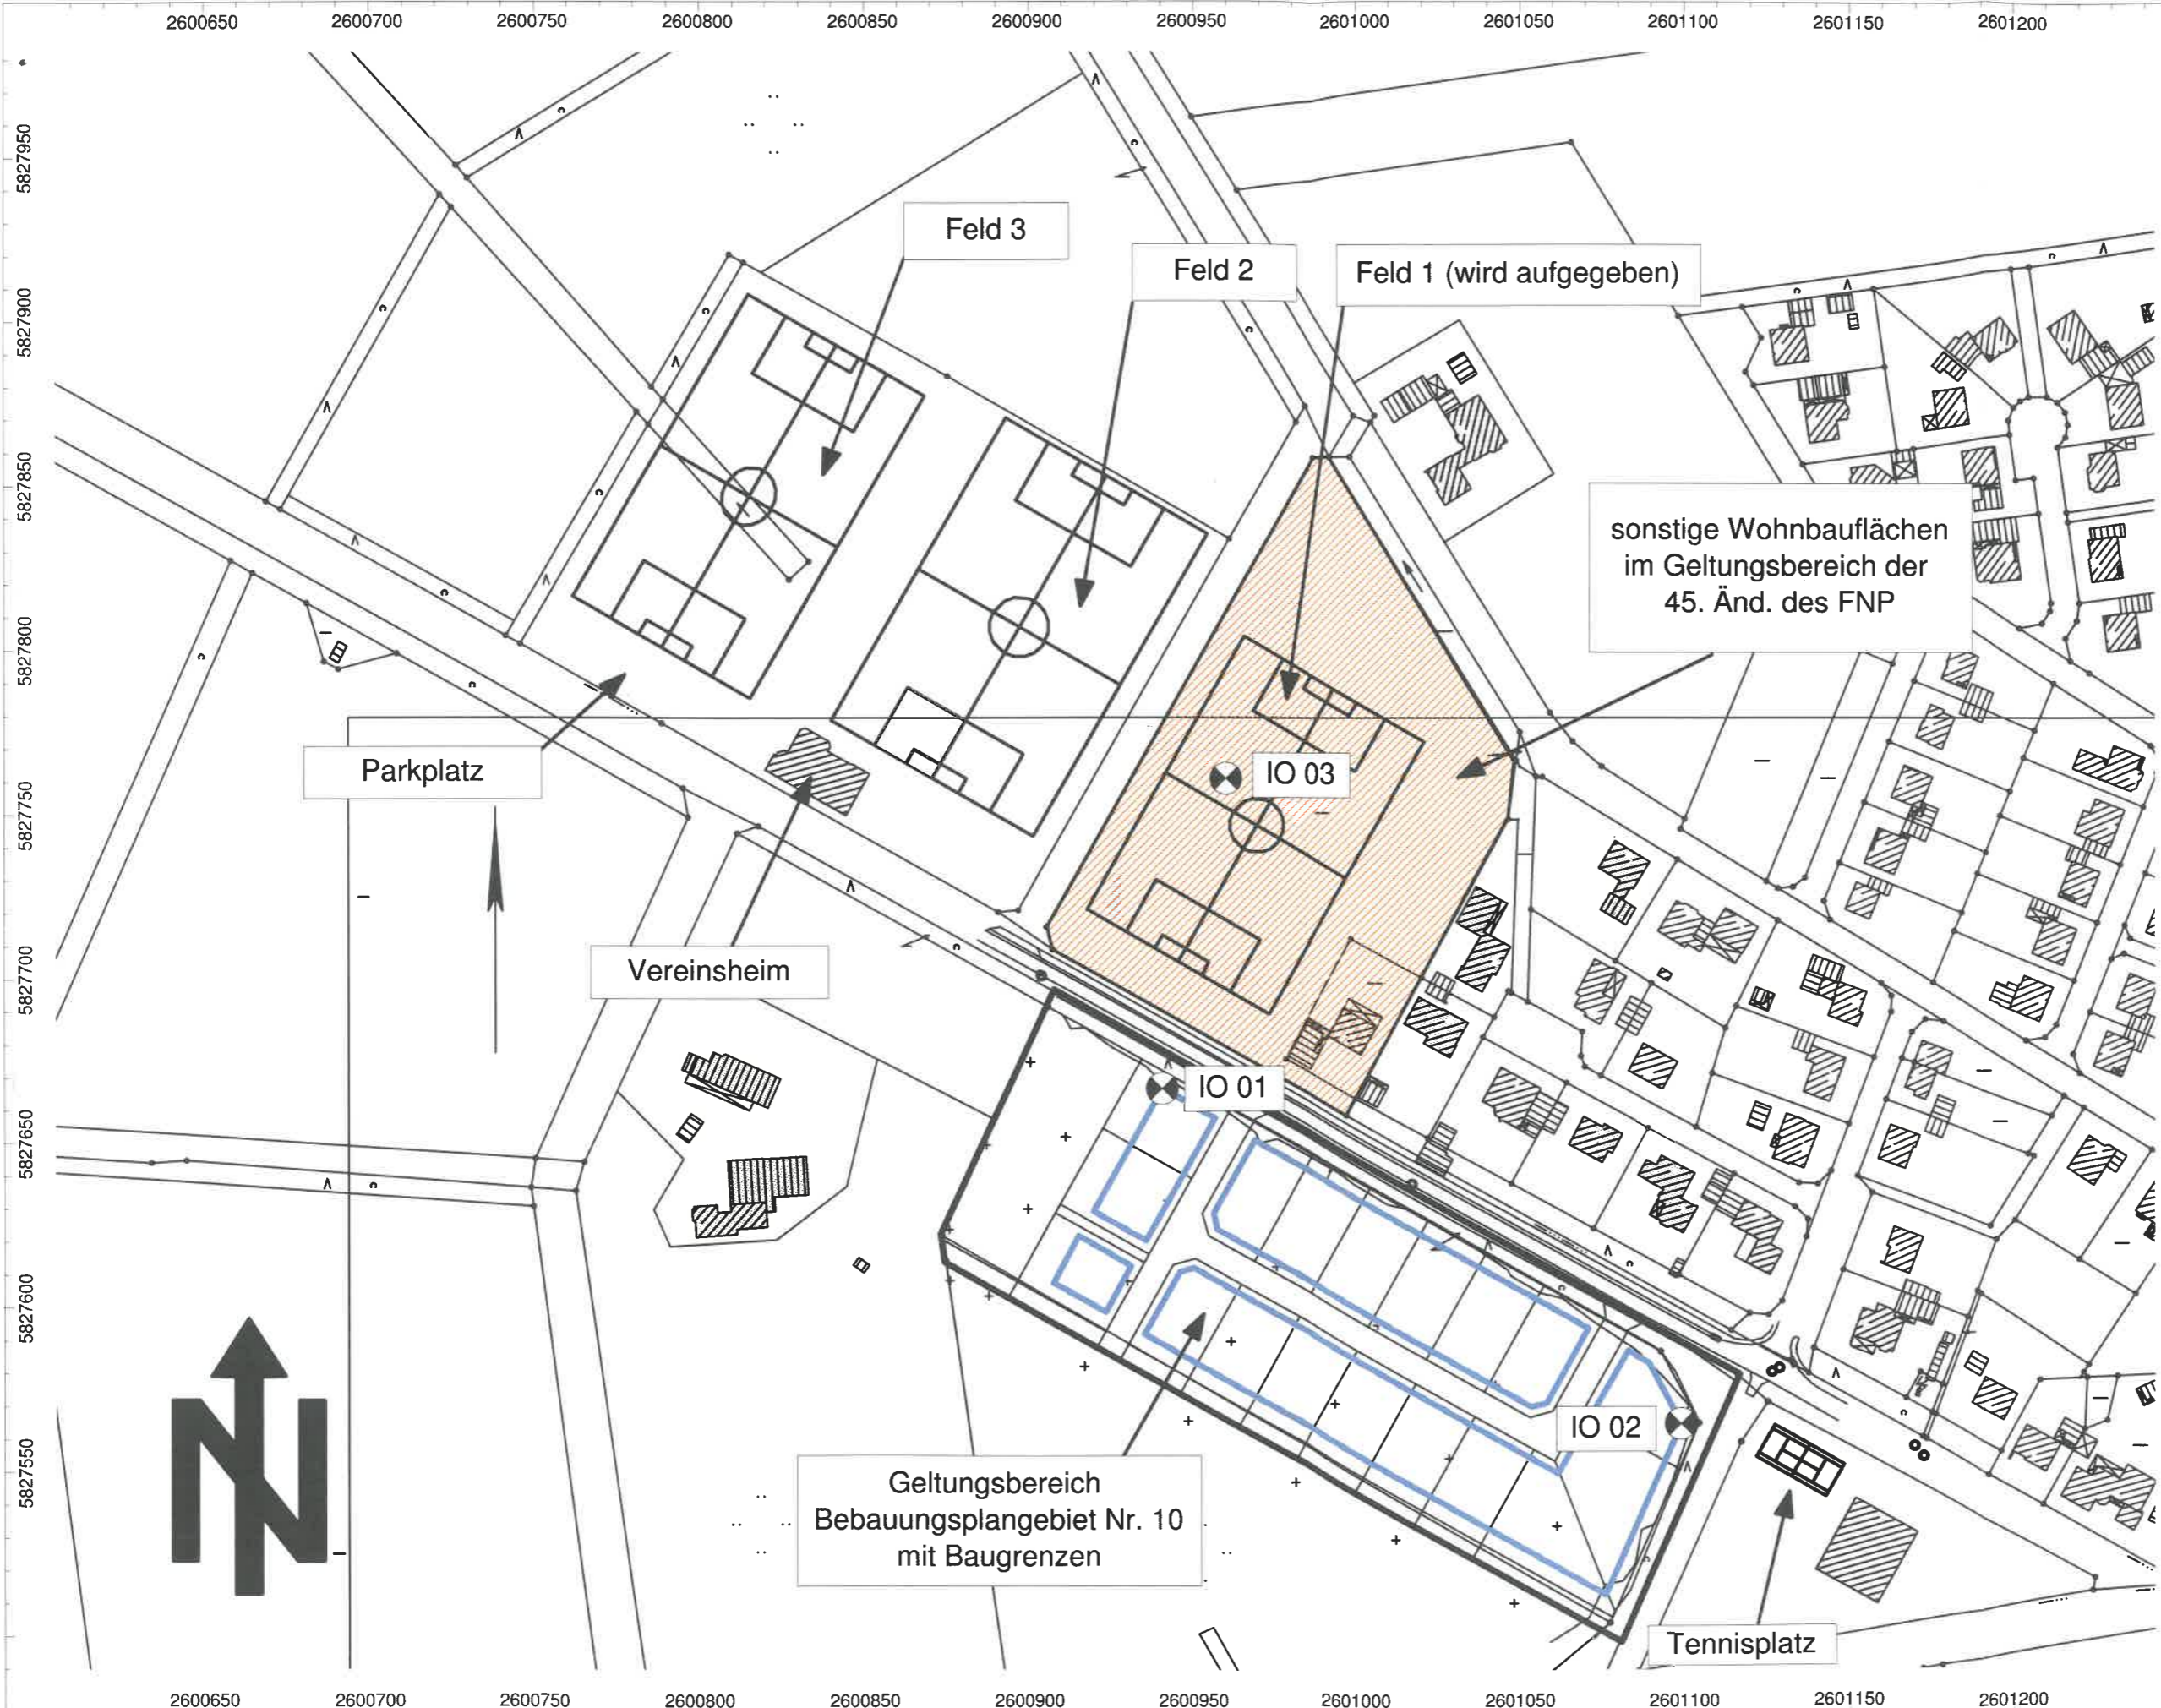 2600650 2600700 2600750 2600800 2600850 2600900 2600950 2601000 2601050 2601100 2601150 2601200
5827950
5827900
5827850
5827800
5827750
5827700
5827650
5827600
5827550
Feld 3
Feld 2
Feld 1 (wird aufgegeben)
sonstige Wohnbauflächen
im Geltungsbereich der
45. Änd. des FNP
Parkplatz
IO 03
Vereinsheim
IO 01
IO 02
Geltungsbereich
Bebauungsplangebiet Nr. 10
mit Baugrenzen
Tennisplatz
N
2600650 2600700 2600750 2600800 2600850 2600900 2600950 2601000 2601050 2601100 2601150 2601200